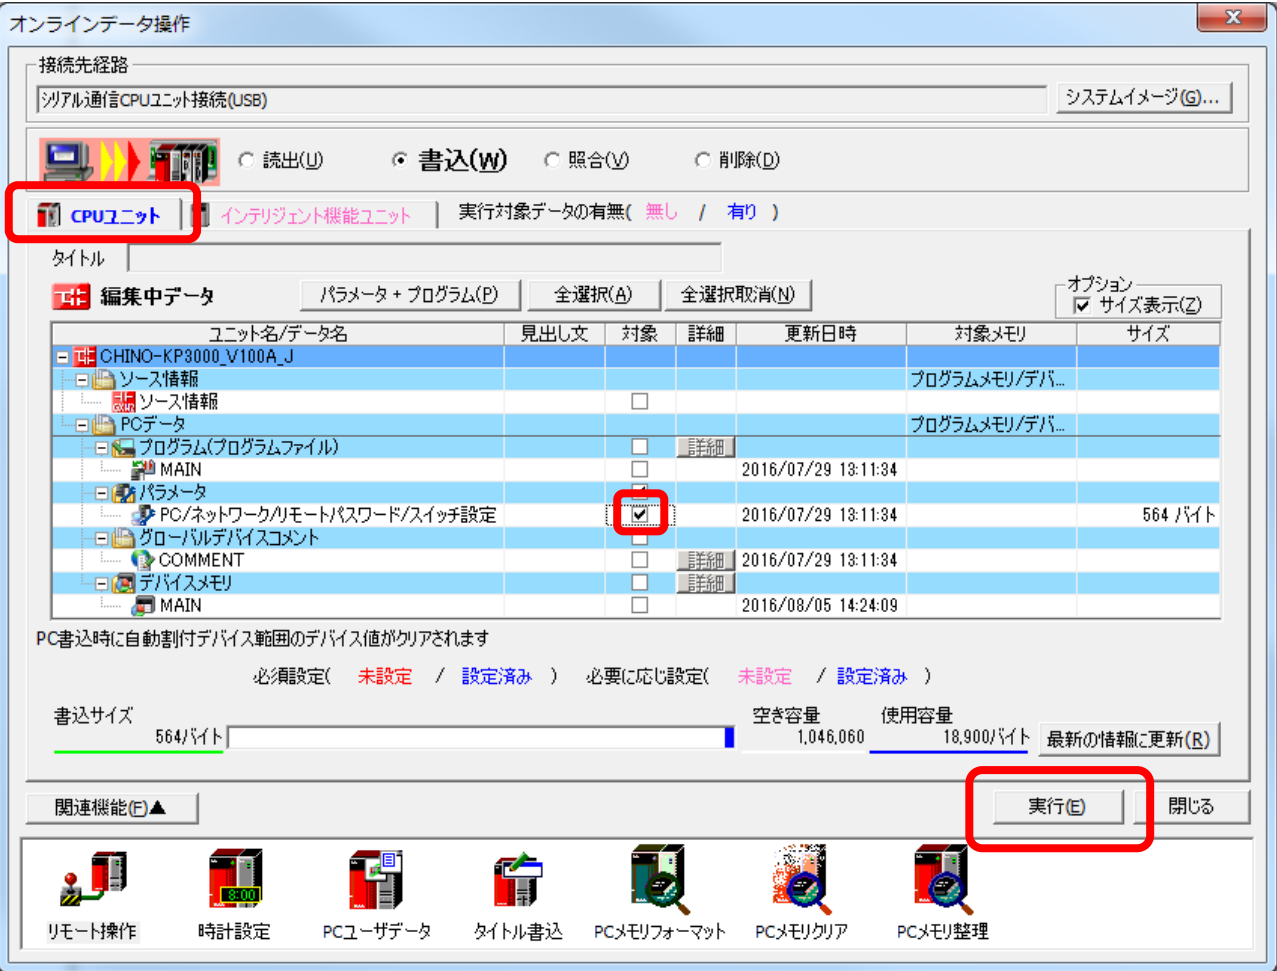 オンラインデータ操作
接続先経路
シリアル通信CPUユニット接続(USB)
システムイメージ(G)...
読出(U) 書込(W) 照合(V) 削除(D)
CPUユニット インテリジェント機能ユニット 実行対象データの有無( 無し / 有り )
タイトル
編集中データ パラメータ + プログラム(P) 全選択(A) 全選択取消(N)
オプション
サイズ表示(Z)
ユニット名/データ名 見出し文 対象 詳細 更新日時 対象メモリ サイズ
CHINO-KP3000_V100A_J
ソース情報 プログラムメモリ/デバ...
ソース情報
PCデータ プログラムメモリ/デバ...
プログラム(プログラムファイル) 詳細
MAIN 2016/07/29 13:11:34
パラメータ
PC/ネットワーク/リモートパスワード/スイッチ設定 2016/07/29 13:11:34 564 バイト
グローバルデバイスコメント
COMMENT 詳細 2016/07/29 13:11:34
デバイスメモリ 詳細
MAIN 2016/08/05 14:24:09
PC書込時に自動割付デバイス範囲のデバイス値がクリアされます
必須設定( 未設定 / 設定済み ) 必要に応じ設定( 未設定 / 設定済み )
書込サイズ 空き容量 使用容量
564バイト 1,046,060 18,900バイト 最新の情報に更新(R)
関連機能(F)▲ 実行(E) 閉じる
8:00
リモート操作 時計設定 PCユーザデータ タイトル書込 PCメモリフォーマット PCメモリクリア PCメモリ整理